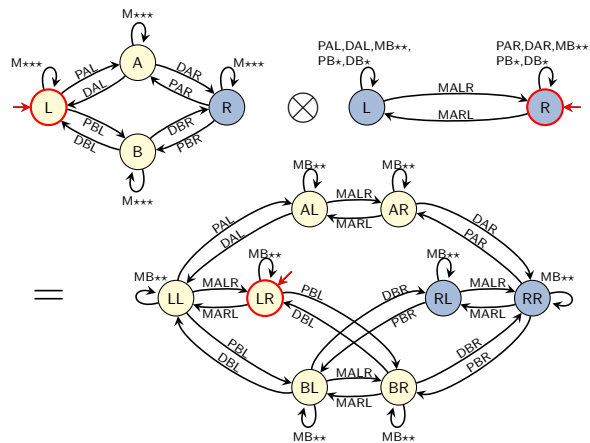 M⋆⋆⋆
A
PAL
DAL
DAR
PAR
M⋆⋆⋆
L
M⋆⋆⋆
R
PBL
DBL
DBR
PBR
B
M⋆⋆⋆
⊗
PAL,DAL,MB⋆⋆,
PB⋆,DB⋆
L
MALR
MARL
PAR,DAR,MB⋆⋆,
PB⋆,DB⋆
R
=
MB⋆⋆
AL
MALR
MARL
MB⋆⋆
AR
PAL
DAL
DAR
PAR
MB⋆⋆
LL
MALR
MARL
MB⋆⋆
LR
PBL
DBL
DBR
PBR
MB⋆⋆
RL
MALR
MARL
MB⋆⋆
RR
PBL
DBL
DBR
PBR
BL
MALR
MARL
BR
MB⋆⋆
MB⋆⋆